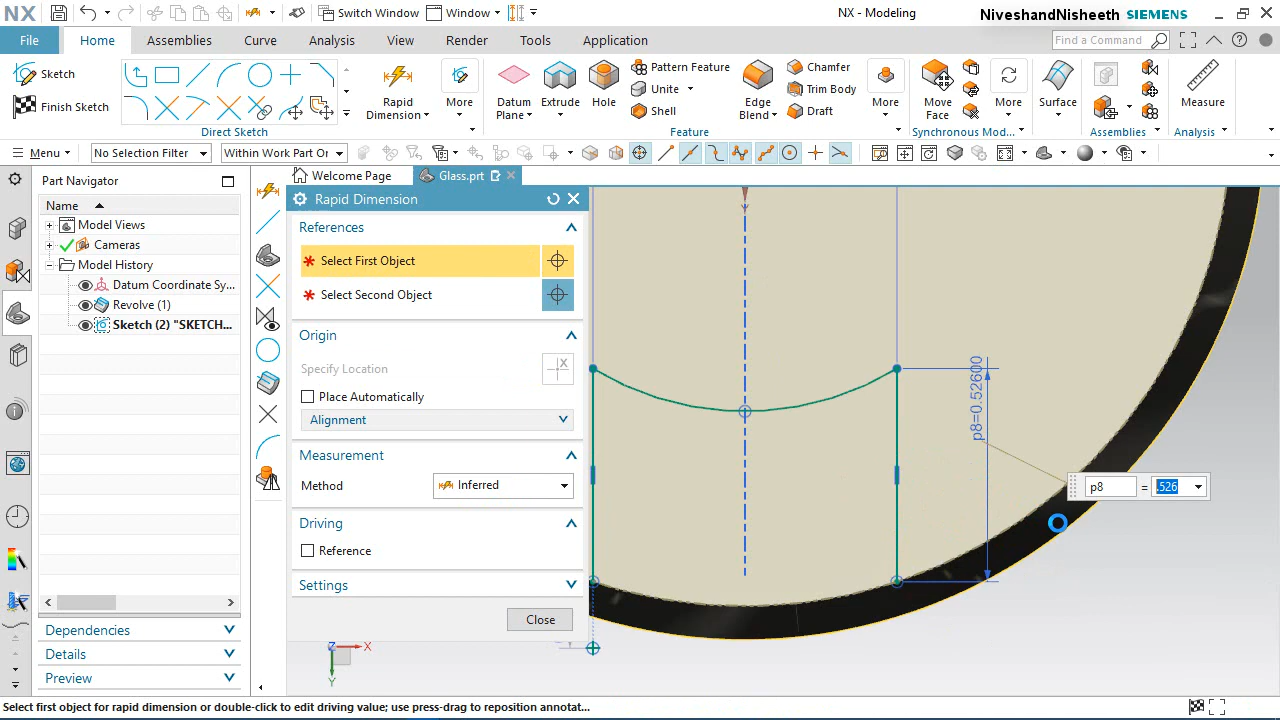 NX
Switch Window
Window
NX - Modeling
NiveshandNisheeth SIEMENS
File
Home
Assemblies
Curve
Analysis
View
Render
Tools
Application
Find a Command
Sketch
Finish Sketch
Direct Sketch
Rapid Dimension
More
Datum Plane
Extrude
Hole
Pattern Feature
Unite
Shell
Edge Blend
Chamfer
Trim Body
Draft
More
Feature
Move Face
More
Synchronous Mod...
Surface
Assemblies
Measure
Analysis
Menu
No Selection Filter
Within Work Part On
Part Navigator
Name
Model Views
Cameras
Model History
Datum Coordinate Sy...
Revolve (1)
Sketch (2) "SKETCH...
Dependencies
Details
Preview
Welcome Page
Glass.prt
Rapid Dimension
References
* Select First Object
* Select Second Object
Origin
Specify Location
Place Automatically
Alignment
Measurement
Method
Inferred
Driving
Reference
Settings
Close
p8=0.52600
p8 = .526
Z
X
Y
Select first object for rapid dimension or double-click to edit driving value; use press-drag to reposition annotat...